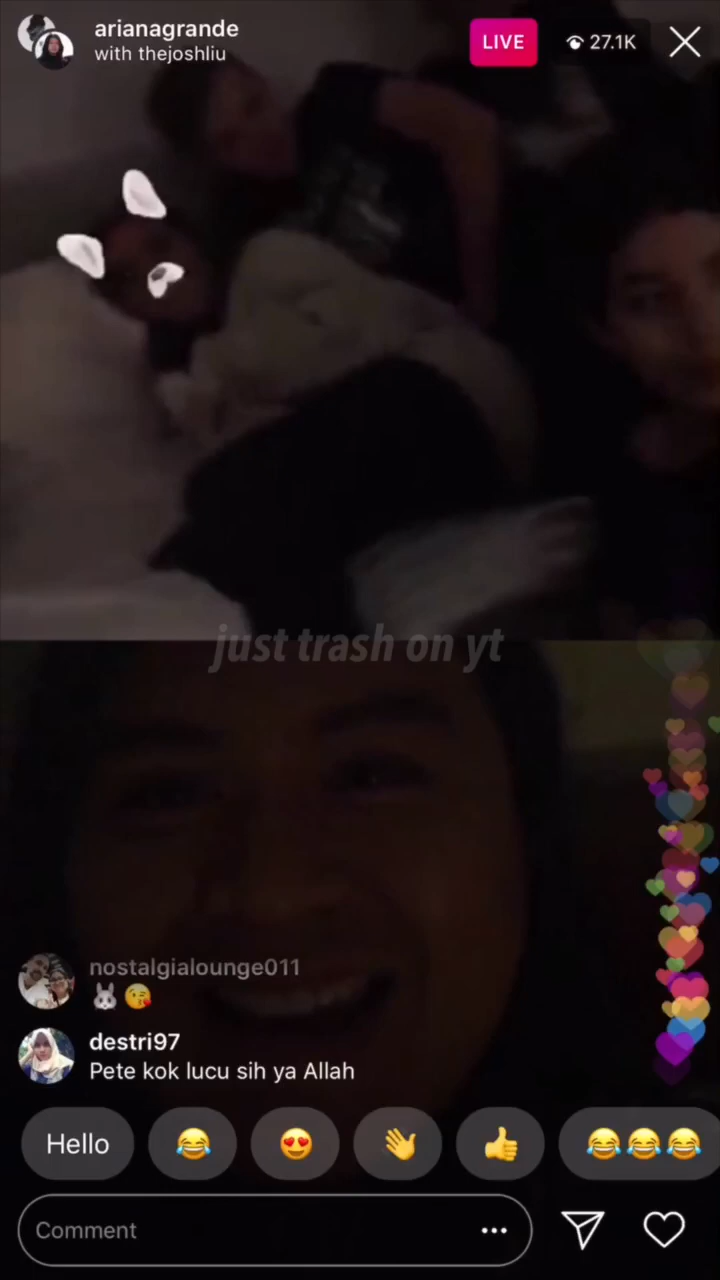 arianagrande
with thejoshliu
LIVE
27.1K
just trash on yt
nostalgialounge011
🐰😘
destri97
Pete kok lucu sih ya Allah
Hello
😂
😍
👋
👍
😂😂😂
Comment